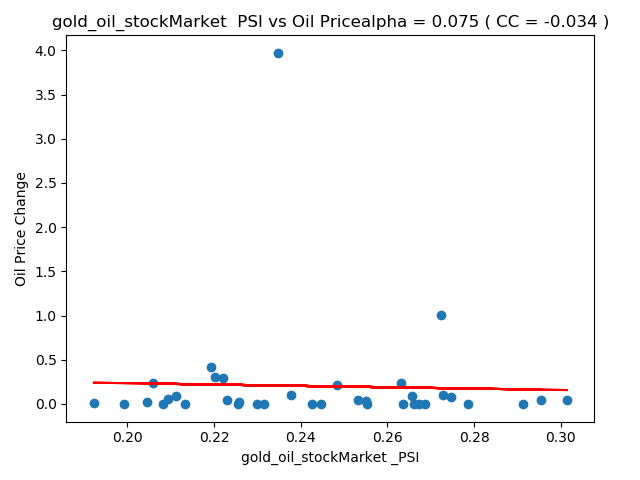 gold_oil_stockMarket  PSI vs Oil Pricealpha = 0.075 ( CC = -0.034 )
4.0
3.5
3.0
2.5
2.0
1.5
1.0
0.5
0.0
Oil Price Change
0.20 0.22 0.24 0.26 0.28 0.30
gold_oil_stockMarket _PSI